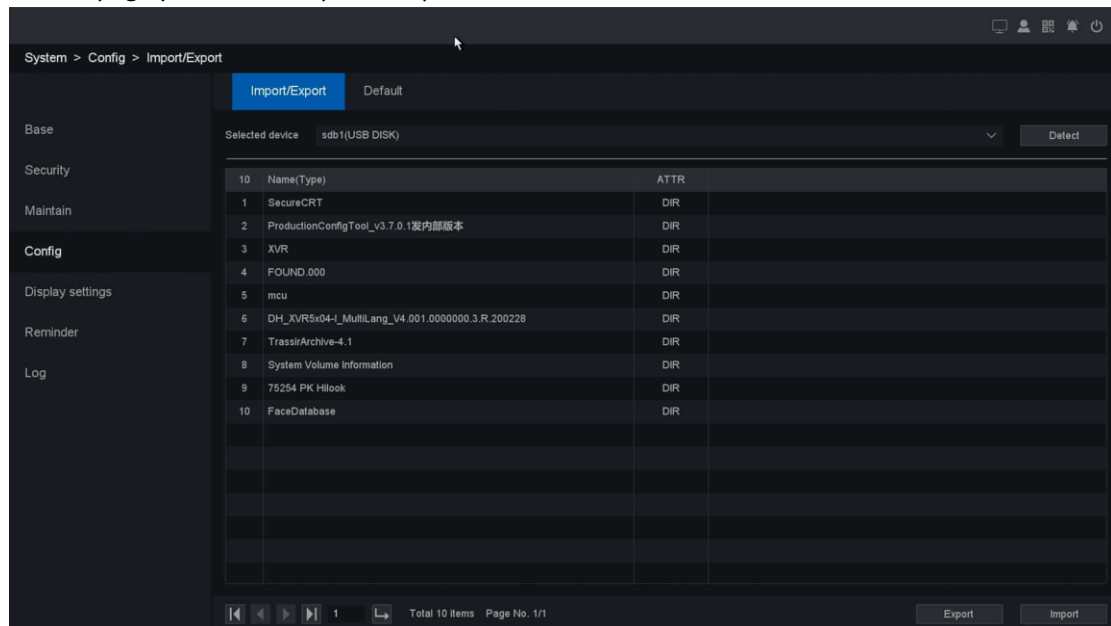 System > Config > Import/Export
Import/Export Default
Base
Security
Maintain
Config
Display settings
Reminder
Log
Selected device sdb1(USB DISK) Detect
10 Name(Type) ATTR
1 SecureCRT DIR
2 ProductionConfigTool_v3.7.0.1发内部版本 DIR
3 XVR DIR
4 FOUND.000 DIR
5 mcu DIR
6 DH_XVR5x04-I_MultiLang_V4.001.0000000.3.R.200228 DIR
7 TrassirArchive-4.1 DIR
8 System Volume Information DIR
9 75254 PK Hilook DIR
10 FaceDatabase DIR
1 Total 10 items Page No. 1/1 Export Import